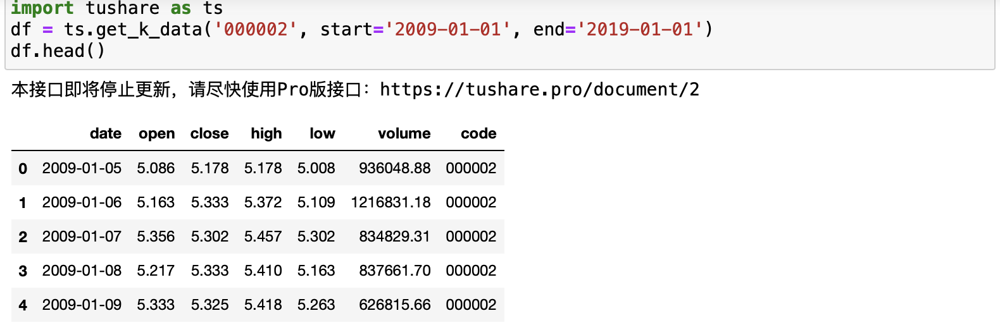 import tushare as ts
df = ts.get_k_data('000002', start='2009-01-01', end='2019-01-01')
df.head()
本接口即将停止更新，请尽快使用Pro版接口：https://tushare.pro/document/2
date open close high low volume code
0 2009-01-05 5.086 5.178 5.178 5.008 936048.88 000002
1 2009-01-06 5.163 5.333 5.372 5.109 1216831.18 000002
2 2009-01-07 5.356 5.302 5.457 5.302 834829.31 000002
3 2009-01-08 5.217 5.333 5.410 5.163 837661.70 000002
4 2009-01-09 5.333 5.325 5.418 5.263 626815.66 000002